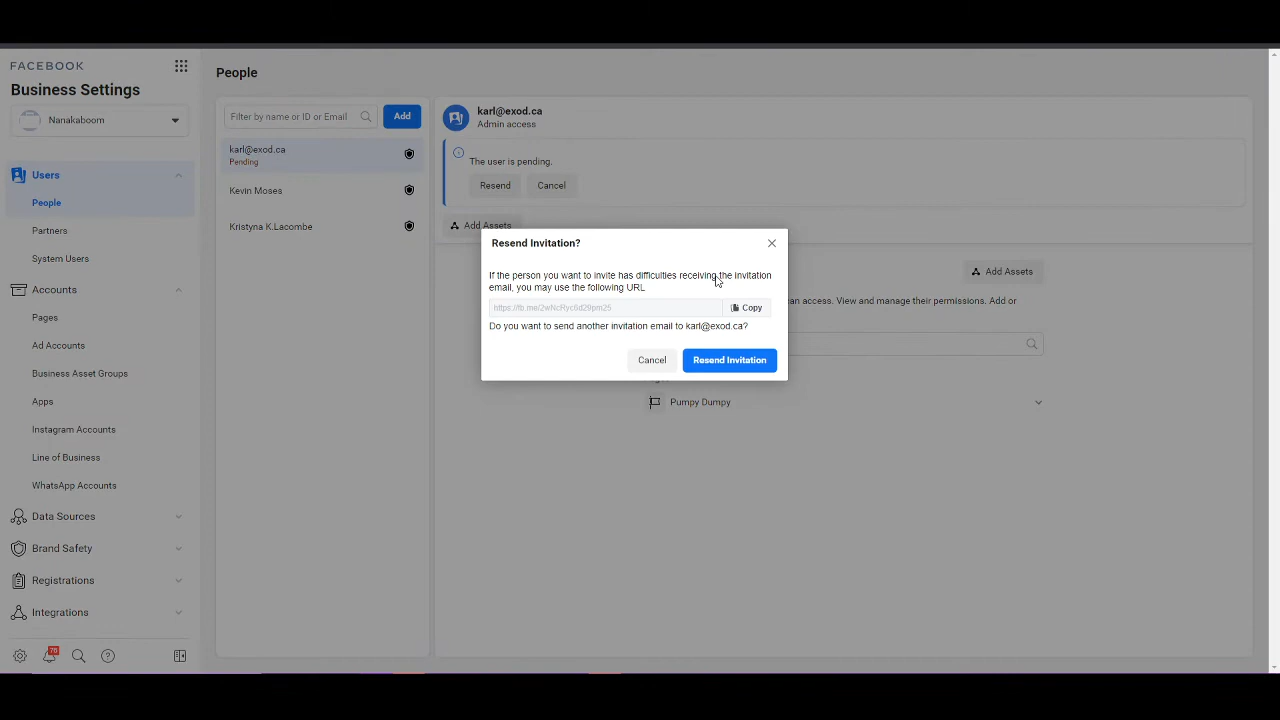 FACEBOOK
Business Settings
Nanakaboom
Users
People
Partners
System Users
Accounts
Pages
Ad Accounts
Business Asset Groups
Apps
Instagram Accounts
Line of Business
WhatsApp Accounts
Data Sources
Brand Safety
Registrations
Integrations
76
People
Filter by name or ID or Email
Add
karl@exod.ca
Pending
Kevin Moses
Kristyna K.Lacombe
karl@exod.ca
Admin access
The user is pending.
Resend Cancel
Add Assets
Add Assets
can access. View and manage their permissions. Add or
Resend Invitation?
If the person you want to invite has difficulties receiving the invitation
email, you may use the following URL
Copy
Do you want to send another invitation email to karl@exod.ca?
Cancel Resend Invitation
Pumpy Dumpy